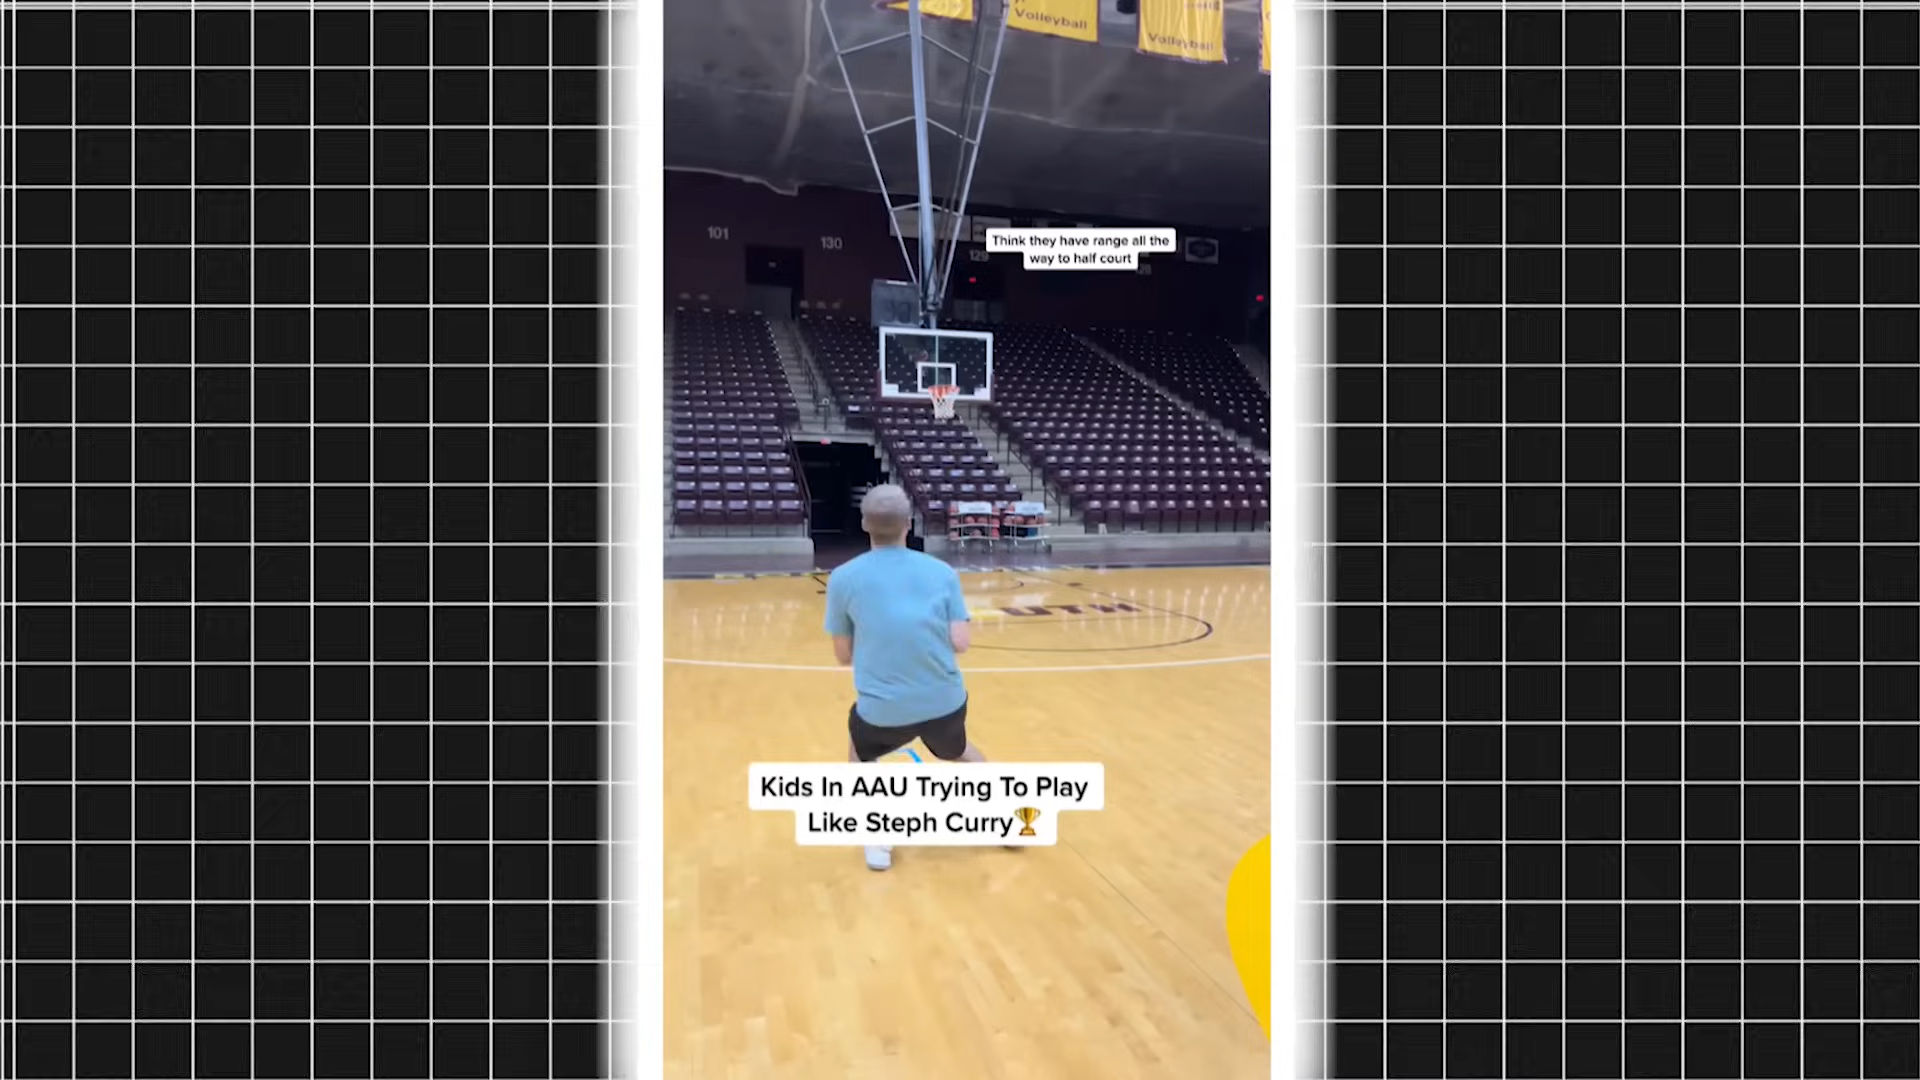 Volleyball
Volleyball
101
130
129
Think they have range all the
way to half court
Kids In AAU Trying To Play
Like Steph Curry🏆